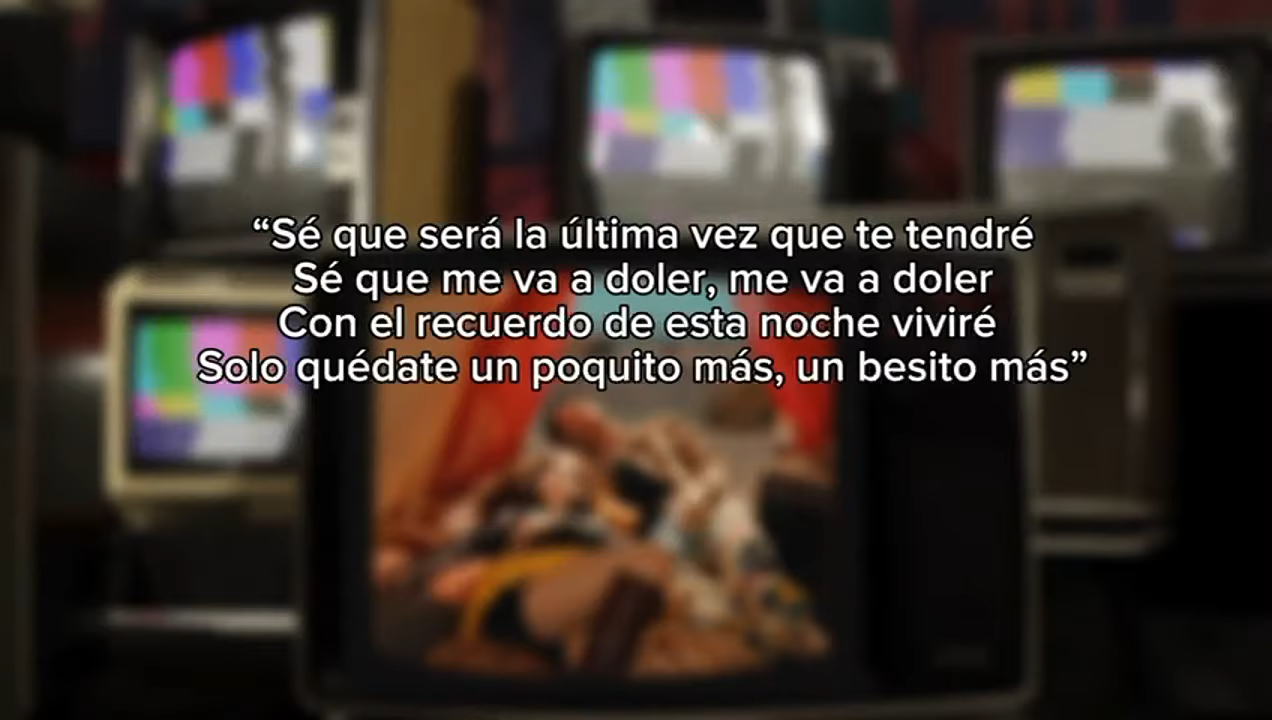 “Sé que será la última vez que te tendré
Sé que me va a doler, me va a doler
Con el recuerdo de esta noche viviré
Solo quédate un poquito más, un besito más”